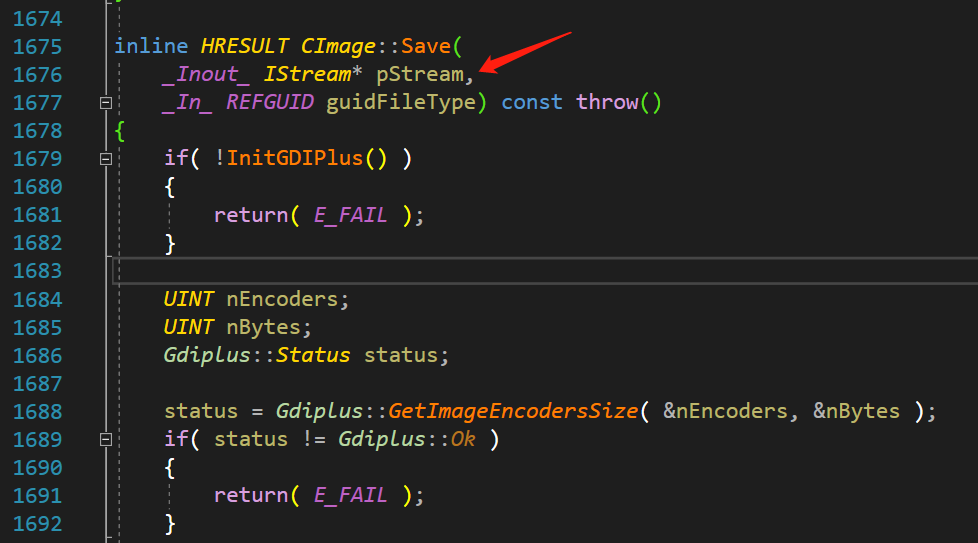 1674
1675 inline HRESULT CImage::Save(
1676 _Inout_ IStream* pStream,
1677 _In_ REFGUID guidFileType) const throw()
1678 {
1679 if( !InitGDIPlus() )
1680 {
1681 return( E_FAIL );
1682 }
1683
1684 UINT nEncoders;
1685 UINT nBytes;
1686 Gdiplus::Status status;
1687
1688 status = Gdiplus::GetImageEncodersSize( &nEncoders, &nBytes );
1689 if( status != Gdiplus::Ok )
1690 {
1691 return( E_FAIL );
1692 }